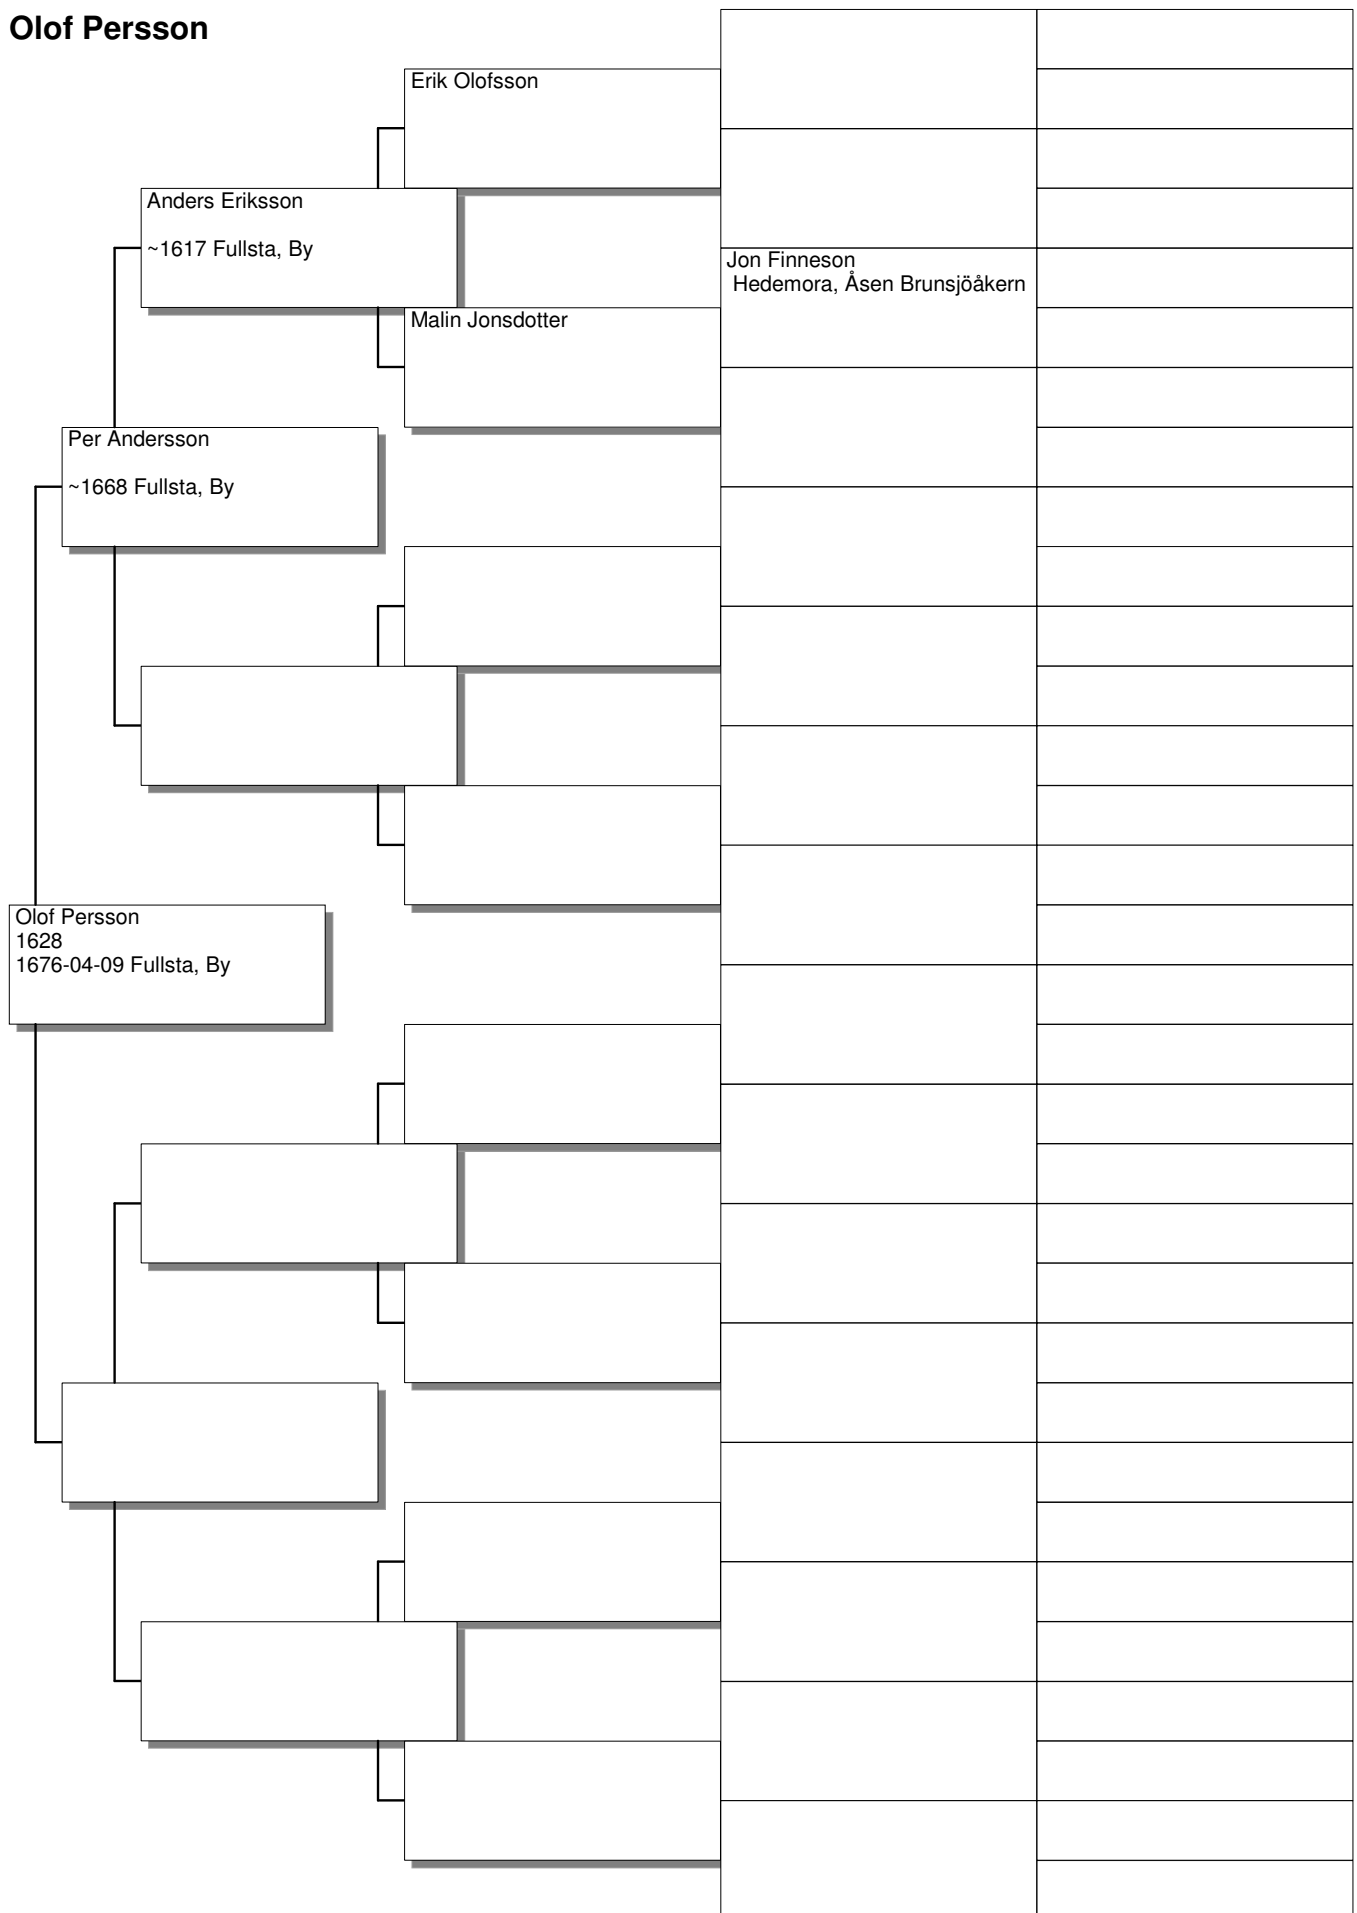 Olof Persson
Erik Olofsson
Anders Eriksson
~1617 Fullsta, By
Jon Finneson
Hedemora, Åsen Brunsjöåkern
Malin Jonsdotter
Per Andersson
~1668 Fullsta, By
Olof Persson
1628
1676-04-09 Fullsta, By